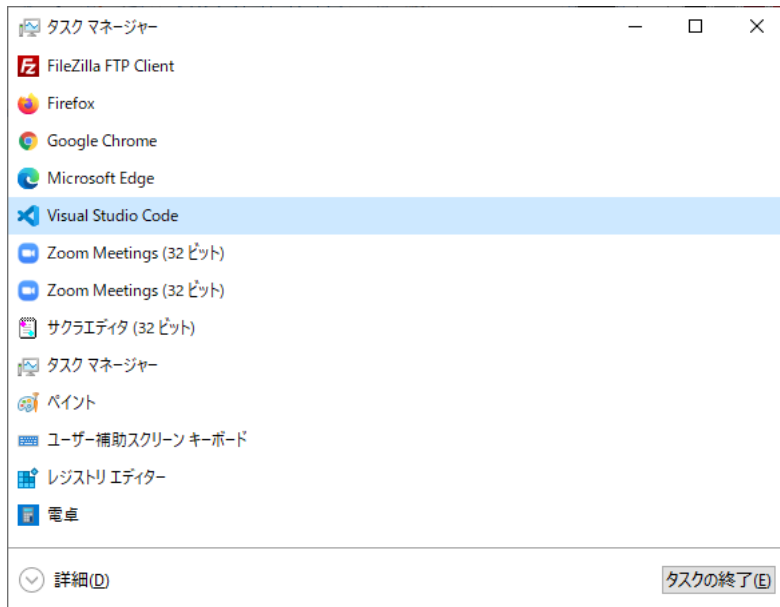 タスク マネージャー
FileZilla FTP Client
Firefox
Google Chrome
Microsoft Edge
Visual Studio Code
Zoom Meetings (32 ビット)
Zoom Meetings (32 ビット)
サクラエディタ (32 ビット)
タスク マネージャー
ペイント
ユーザー補助スクリーン キーボード
レジストリ エディター
電卓
詳細(D) タスクの終了(E)